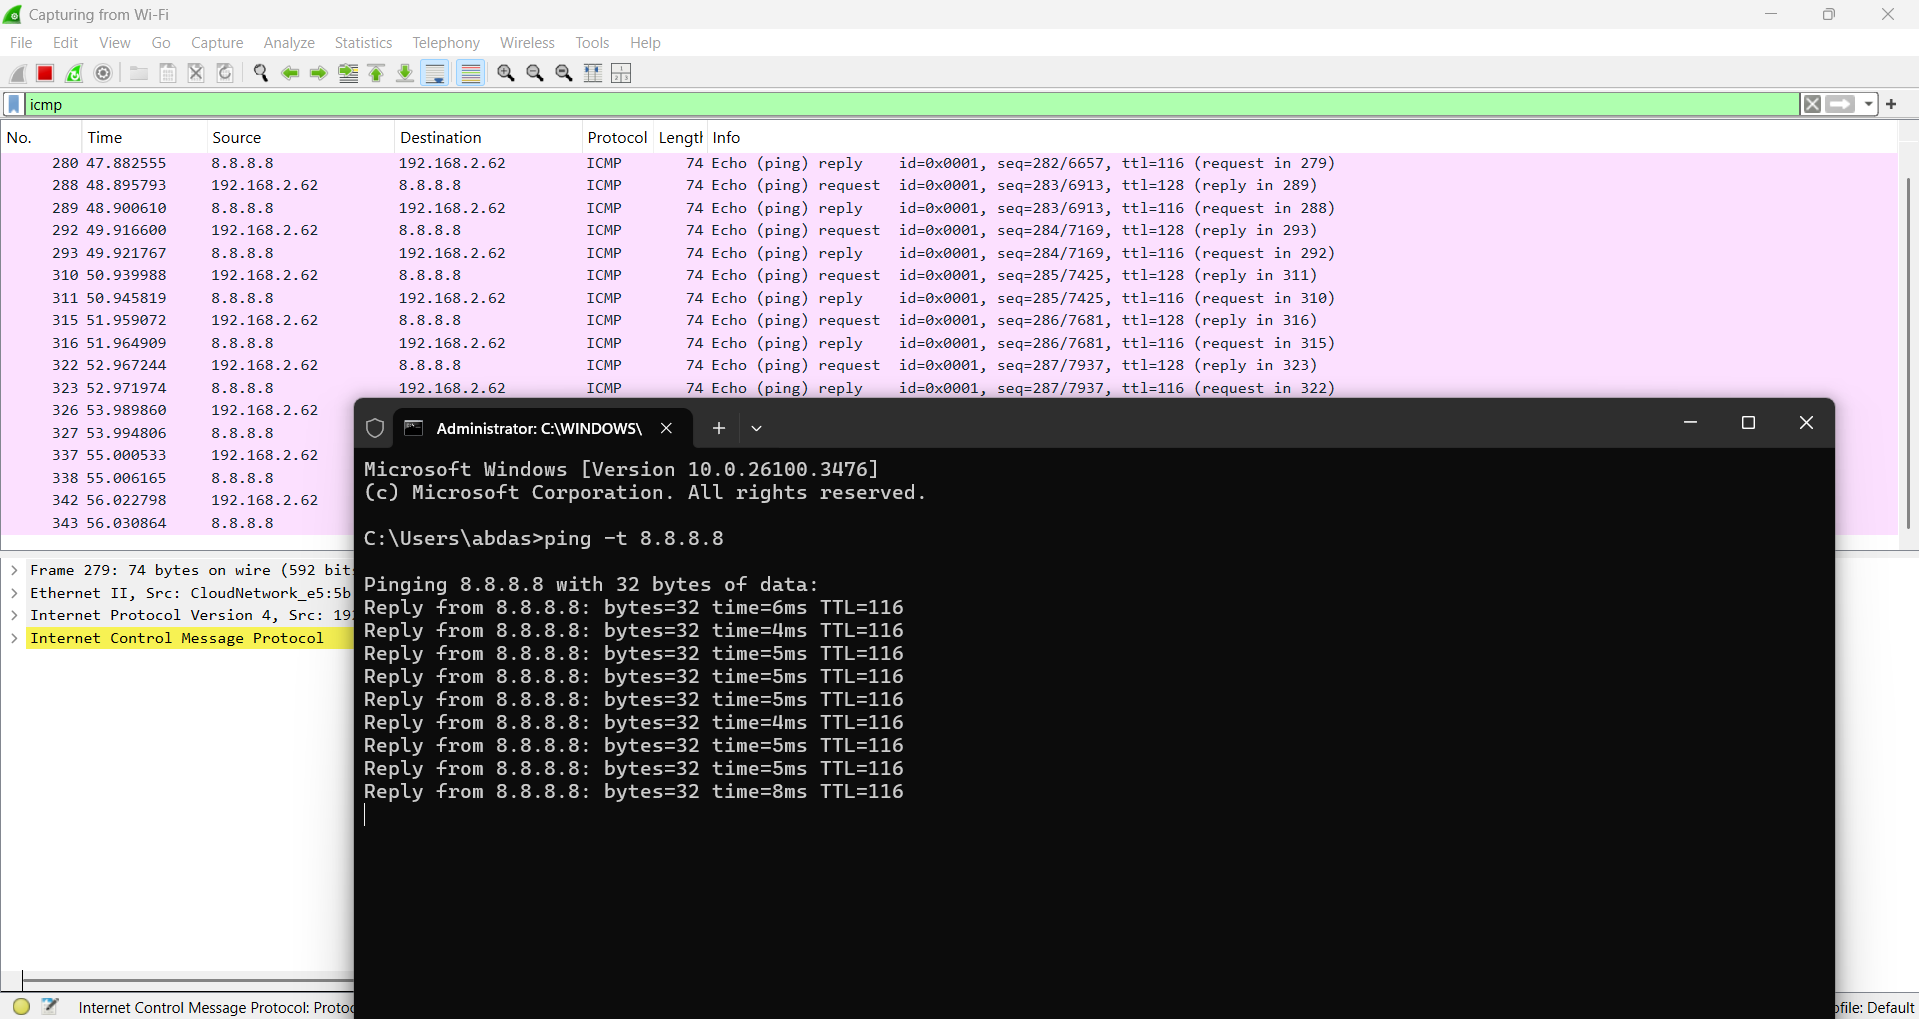 Capturing from Wi-Fi
File Edit View Go Capture Analyze Statistics Telephony Wireless Tools Help
icmp
No. Time Source Destination Protocol Length Info
280 47.882555 8.8.8.8 192.168.2.62 ICMP 74 Echo (ping) reply id=0x0001, seq=282/6657, ttl=116 (request in 279)
288 48.895793 192.168.2.62 8.8.8.8 ICMP 74 Echo (ping) request id=0x0001, seq=283/6913, ttl=128 (reply in 289)
289 48.900610 8.8.8.8 192.168.2.62 ICMP 74 Echo (ping) reply id=0x0001, seq=283/6913, ttl=116 (request in 288)
292 49.916600 192.168.2.62 8.8.8.8 ICMP 74 Echo (ping) request id=0x0001, seq=284/7169, ttl=128 (reply in 293)
293 49.921767 8.8.8.8 192.168.2.62 ICMP 74 Echo (ping) reply id=0x0001, seq=284/7169, ttl=116 (request in 292)
310 50.939988 192.168.2.62 8.8.8.8 ICMP 74 Echo (ping) request id=0x0001, seq=285/7425, ttl=128 (reply in 311)
311 50.945819 8.8.8.8 192.168.2.62 ICMP 74 Echo (ping) reply id=0x0001, seq=285/7425, ttl=116 (request in 310)
315 51.959072 192.168.2.62 8.8.8.8 ICMP 74 Echo (ping) request id=0x0001, seq=286/7681, ttl=128 (reply in 316)
316 51.964909 8.8.8.8 192.168.2.62 ICMP 74 Echo (ping) reply id=0x0001, seq=286/7681, ttl=116 (request in 315)
322 52.967244 192.168.2.62 8.8.8.8 ICMP 74 Echo (ping) request id=0x0001, seq=287/7937, ttl=128 (reply in 323)
323 52.971974 8.8.8.8 192.168.2.62 ICMP 74 Echo (ping) reply id=0x0001, seq=287/7937, ttl=116 (request in 322)
326 53.989860 192.168.2.62
327 53.994806 8.8.8.8
337 55.000533 192.168.2.62
338 55.006165 8.8.8.8
342 56.022798 192.168.2.62
343 56.030864 8.8.8.8
Frame 279: 74 bytes on wire (592 bits
Ethernet II, Src: CloudNetwork_e5:5b
Internet Protocol Version 4, Src: 192
Internet Control Message Protocol
Administrator: C:\WINDOWS\
Microsoft Windows [Version 10.0.26100.3476]
(c) Microsoft Corporation. All rights reserved.
C:\Users\abdas>ping -t 8.8.8.8
Pinging 8.8.8.8 with 32 bytes of data:
Reply from 8.8.8.8: bytes=32 time=6ms TTL=116
Reply from 8.8.8.8: bytes=32 time=4ms TTL=116
Reply from 8.8.8.8: bytes=32 time=5ms TTL=116
Reply from 8.8.8.8: bytes=32 time=5ms TTL=116
Reply from 8.8.8.8: bytes=32 time=5ms TTL=116
Reply from 8.8.8.8: bytes=32 time=4ms TTL=116
Reply from 8.8.8.8: bytes=32 time=5ms TTL=116
Reply from 8.8.8.8: bytes=32 time=5ms TTL=116
Reply from 8.8.8.8: bytes=32 time=8ms TTL=116
Internet Control Message Protocol: Protoc
ofile: Default